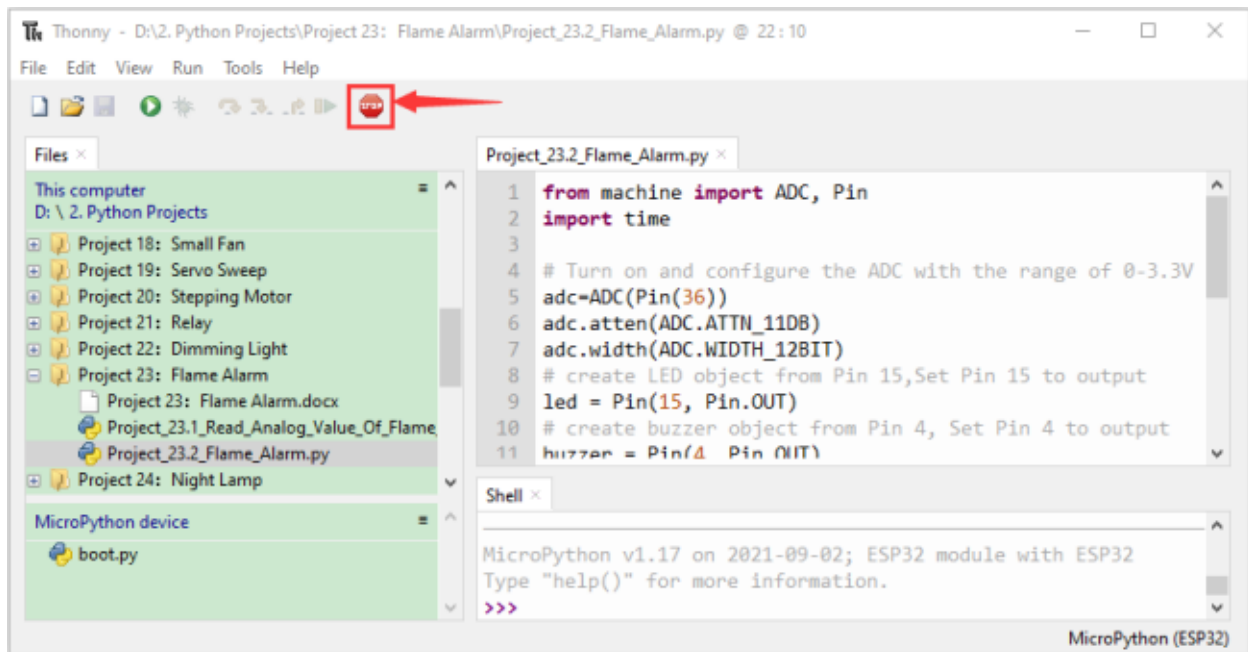 Thonny - D:\2. Python Projects\Project 23: Flame Alarm\Project_23.2_Flame_Alarm.py @ 22:10
File Edit View Run Tools Help
STOP
Files
This computer
D: \ 2. Python Projects
Project 18: Small Fan
Project 19: Servo Sweep
Project 20: Stepping Motor
Project 21: Relay
Project 22: Dimming Light
Project 23: Flame Alarm
Project 23: Flame Alarm.docx
Project_23.1_Read_Analog_Value_Of_Flame_
Project_23.2_Flame_Alarm.py
Project 24: Night Lamp
MicroPython device
boot.py
Project_23.2_Flame_Alarm.py
1 from machine import ADC, Pin
2 import time
3
4 # Turn on and configure the ADC with the range of 0-3.3V
5 adc=ADC(Pin(36))
6 adc.atten(ADC.ATTN_11DB)
7 adc.width(ADC.WIDTH_12BIT)
8 # create LED object from Pin 15,Set Pin 15 to output
9 led = Pin(15, Pin.OUT)
10 # create buzzer object from Pin 4, Set Pin 4 to output
11 buzzer = Pin(4, Pin.OUT)
Shell
MicroPython v1.17 on 2021-09-02; ESP32 module with ESP32
Type "help()" for more information.
>>>
MicroPython (ESP32)